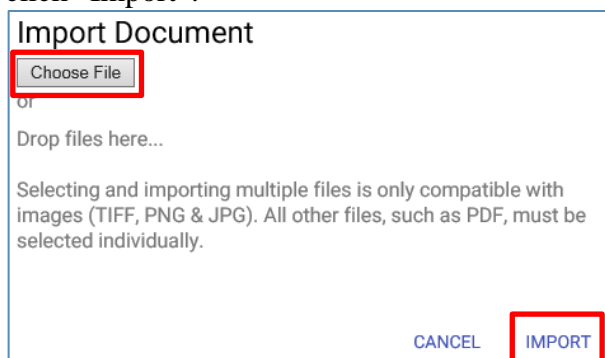 Import Document
Choose File
or
Drop files here...
Selecting and importing multiple files is only compatible with
images (TIFF, PNG & JPG). All other files, such as PDF, must be
selected individually.
CANCEL IMPORT